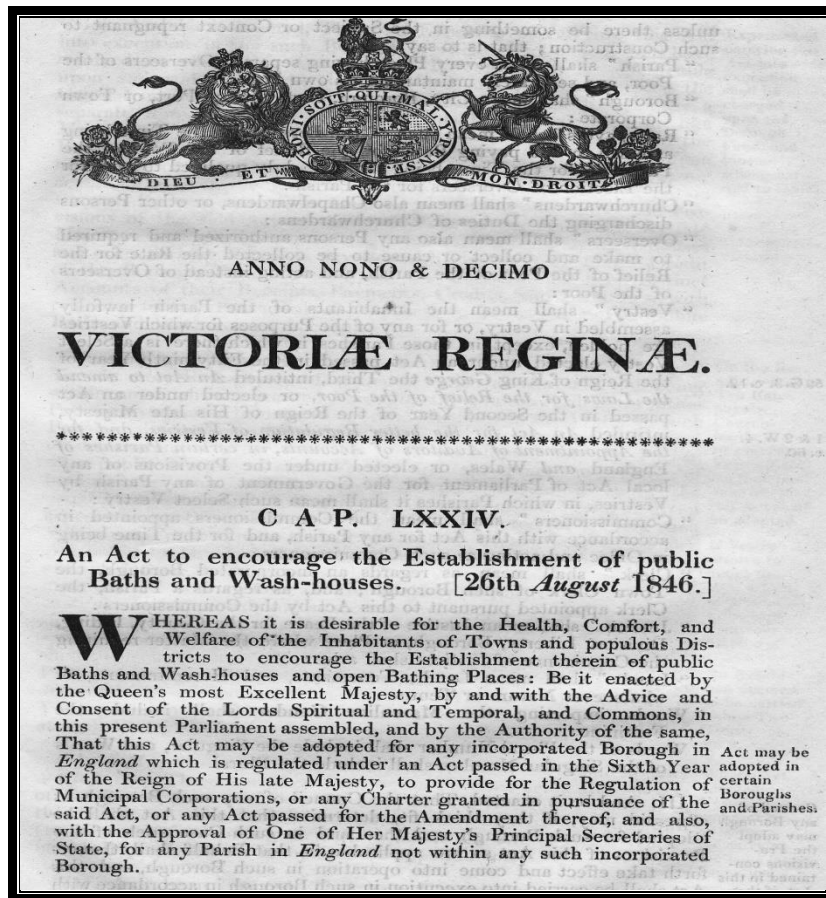 HONI · SOIT · QUI · MAL · Y · PENSE
DIEU · ET MON · DROIT
ANNO NONO & DECIMO
VICTORIÆ REGINÆ.
C A P. LXXIV.
An Act to encourage the Establishment of public
Baths and Wash-houses. [26th August 1846.]
WHEREAS it is desirable for the Health, Comfort, and
Welfare of the Inhabitants of Towns and populous Dis-
tricts to encourage the Establishment therein of public
Baths and Wash-houses and open Bathing Places: Be it enacted by
the Queen's most Excellent Majesty, by and with the Advice and
Consent of the Lords Spiritual and Temporal, and Commons, in
this present Parliament assembled, and by the Authority of the same,
That this Act may be adopted for any incorporated Borough in
England which is regulated under an Act passed in the Sixth Year
of the Reign of His late Majesty, to provide for the Regulation of
Municipal Corporations, or any Charter granted in pursuance of the
said Act, or any Act passed for the Amendment thereof, and also,
with the Approval of One of Her Majesty's Principal Secretaries of
State, for any Parish in England not within any such incorporated
Borough.
Act may be
adopted in
certain
Boroughs
and Parishes.